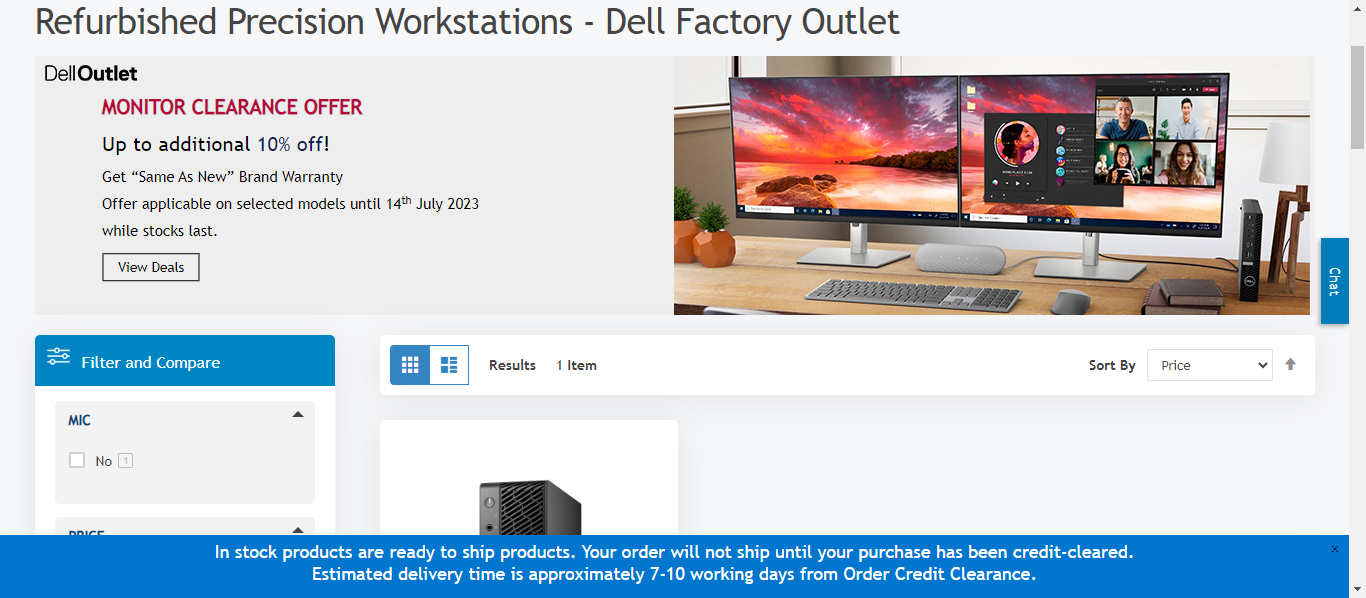 Refurbished Precision Workstations - Dell Factory Outlet
DellOutlet
MONITOR CLEARANCE OFFER
Up to additional 10% off!
Get “Same As New” Brand Warranty
Offer applicable on selected models until 14th July 2023
while stocks last.
View Deals
Chat
Filter and Compare
Results 1 Item
Sort By Price
MIC
No 1
PRICE
In stock products are ready to ship products. Your order will not ship until your purchase has been credit-cleared.
Estimated delivery time is approximately 7-10 working days from Order Credit Clearance.